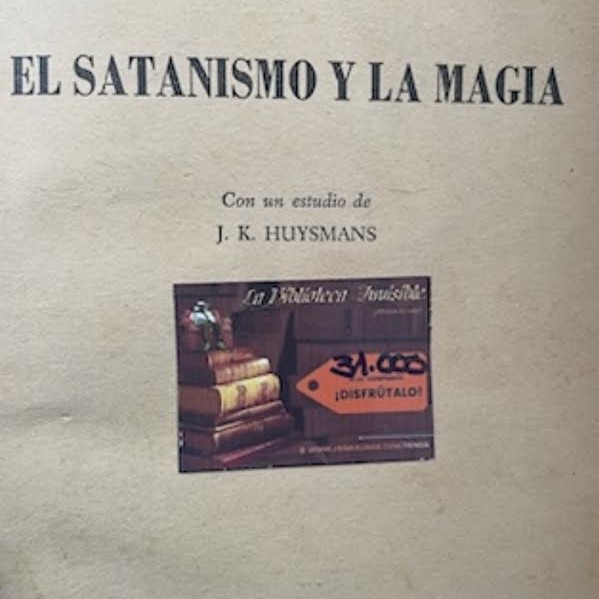 EL SATANISMO Y LA MAGIA
Con un estudio de
J. K. HUYSMANS
La Biblioteca Invisible
31.000
¡DISFRÚTALO!